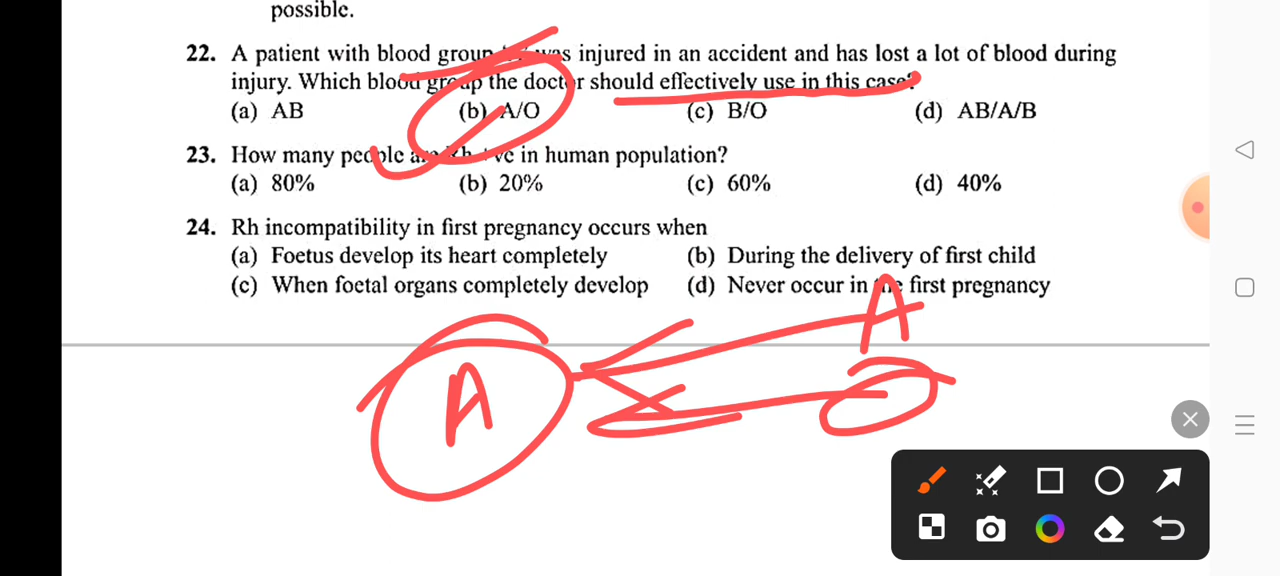 possible.
22. A patient with blood group was injured in an accident and has lost a lot of blood during
injury. Which blood group the doctor should effectively use in this case?
(a) AB (b) A/O (c) B/O (d) AB/A/B
23. How many people are Rh +ve in human population?
(a) 80% (b) 20% (c) 60% (d) 40%
24. Rh incompatibility in first pregnancy occurs when
(a) Foetus develop its heart completely (b) During the delivery of first child
(c) When foetal organs completely develop (d) Never occur in the first pregnancy
A
A
O